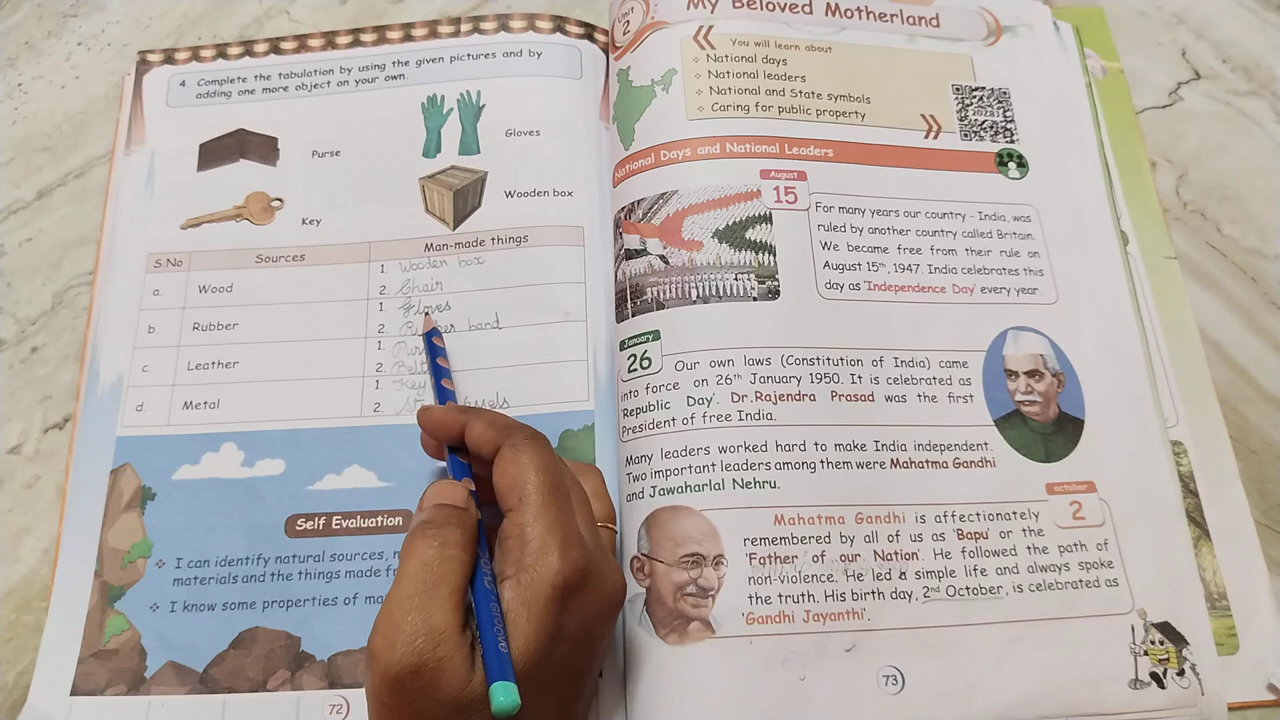 4. Complete the tabulation by using the given pictures and by
adding one more object on your own.
Purse
Gloves
Key
Wooden box
S.No Sources Man-made things
a. Wood
1. Wooden box
2. Chair
b. Rubber
1. Gloves
2. Rubber band
c. Leather
1.
2. Belt
d. Metal
1. Key
2.
Self Evaluation
I can identify natural sources,
materials and the things made
I know some properties of
72
Unit
2
My Beloved Motherland
You will learn about
National days
National leaders
National and State symbols
Caring for public property
National Days and National Leaders
August
15
For many years our country - India, was
ruled by another country called Britain.
We became free from their rule on
August 15th, 1947. India celebrates this
day as 'Independence Day' every year.
January
26
Our own laws (Constitution of India) came
into force on 26th January 1950. It is celebrated as
'Republic Day'. Dr.Rajendra Prasad was the first
President of free India.
Many leaders worked hard to make India independent.
Two important leaders among them were Mahatma Gandhi
and Jawaharlal Nehru.
october
2
Mahatma Gandhi is affectionately
remembered by all of us as 'Bapu' or the
'Father of our Nation'. He followed the path of
non-violence. He led a simple life and always spoke
the truth. His birth day, 2nd October, is celebrated as
'Gandhi Jayanthi'.
73